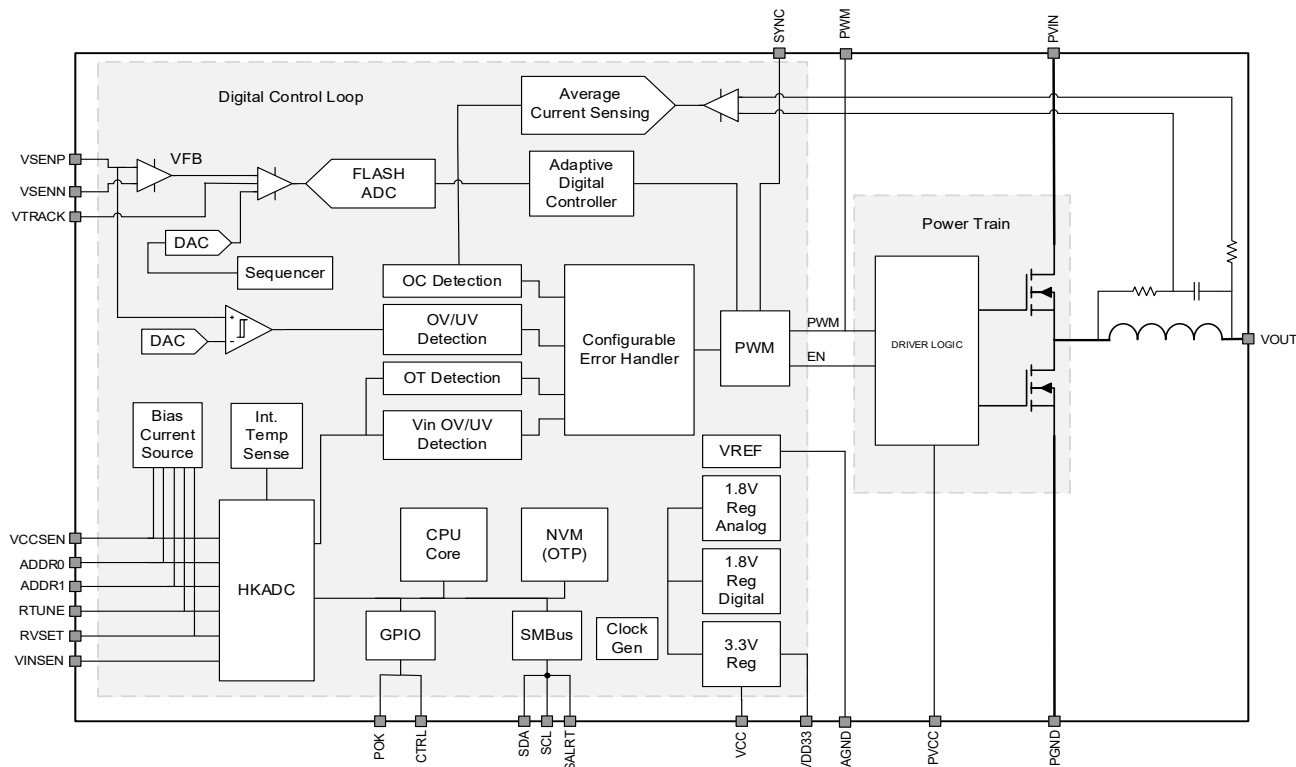 SYNC
PWM
PVIN
Digital Control Loop
Average
Current Sensing
VSENP
VSENN
VTRACK
VFB
FLASH
ADC
Adaptive
Digital
Controller
DAC
Sequencer
Power Train
OC Detection
OV/UV
Detection
OT Detection
Vin OV/UV
Detection
Configurable
Error Handler
DAC
+
-
PWM
PWM
EN
DRIVER LOGIC
VOUT
Bias
Current
Source
Int.
Temp
Sense
VREF
1.8V
Reg
Analog
1.8V
Reg
Digital
3.3V
Reg
VCCSEN
ADDR0
ADDR1
RTUNE
RVSET
VINSEN
HKADC
CPU
Core
NVM
(OTP)
GPIO
SMBus
Clock
Gen
POK
CTRL
SDA
SCL
SALRT
VCC
VDD33
AGND
PVCC
PGND